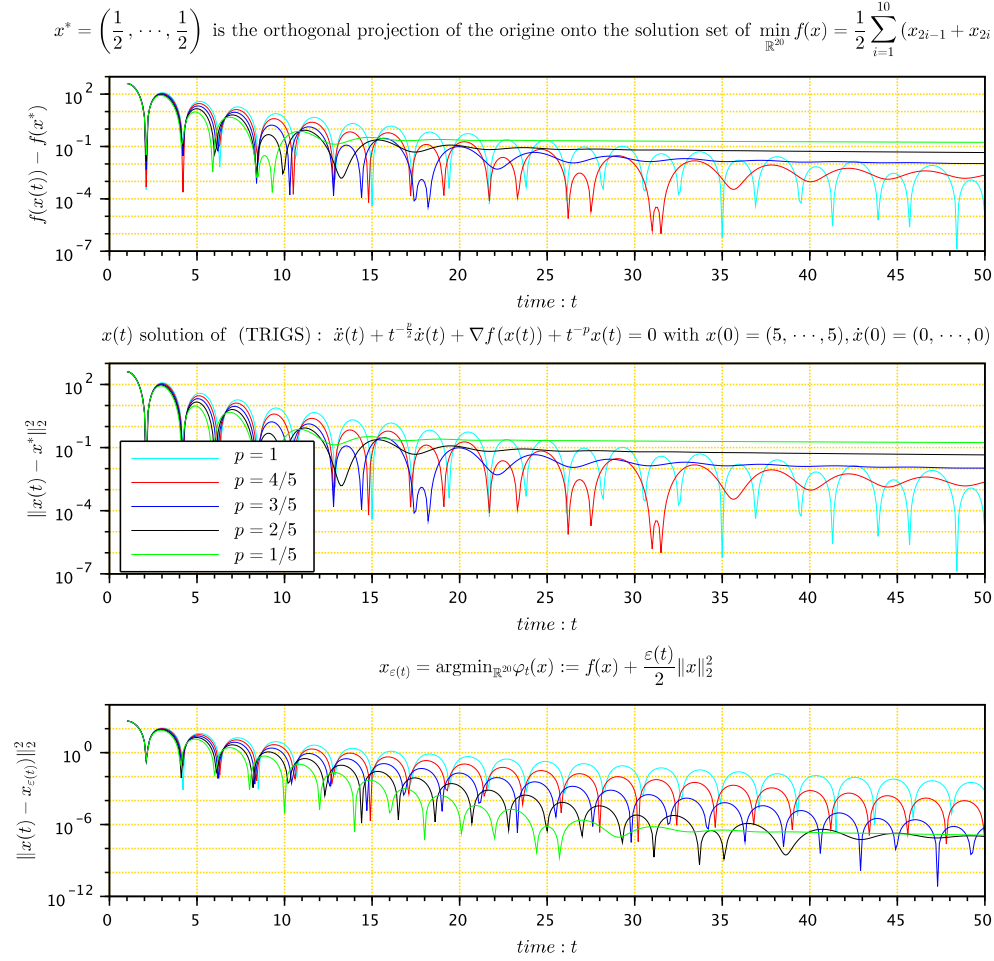 x* = (1/2, ⋯, 1/2) is the orthogonal projection of the origine onto the solution set of min_{ℝ^{20}} f(x) = 1/2 ∑_{i=1}^{10} (x_{2i−1} + x_{2i}
f(x(t)) − f(x*)
10^2
10^-1
10^-4
10^-7
0 5 10 15 20 25 30 35 40 45 50
time : t
x(t) solution of (TRIGS) : ẍ(t) + t^{−p/2}ẋ(t) + ∇f(x(t)) + t^{−p}x(t) = 0 with x(0) = (5, ⋯, 5), ẋ(0) = (0, ⋯, 0)
‖x(t) − x*‖_2^2
10^2
10^-1
10^-4
10^-7
p = 1
p = 4/5
p = 3/5
p = 2/5
p = 1/5
0 5 10 15 20 25 30 35 40 45 50
time : t
x_{ε(t)} = argmin_{ℝ^{20}} φ_t(x) := f(x) + ε(t)/2 ‖x‖_2^2
‖x(t) − x_{ε(t)})‖_2^2
10^0
10^-6
10^-12
0 5 10 15 20 25 30 35 40 45 50
time : t